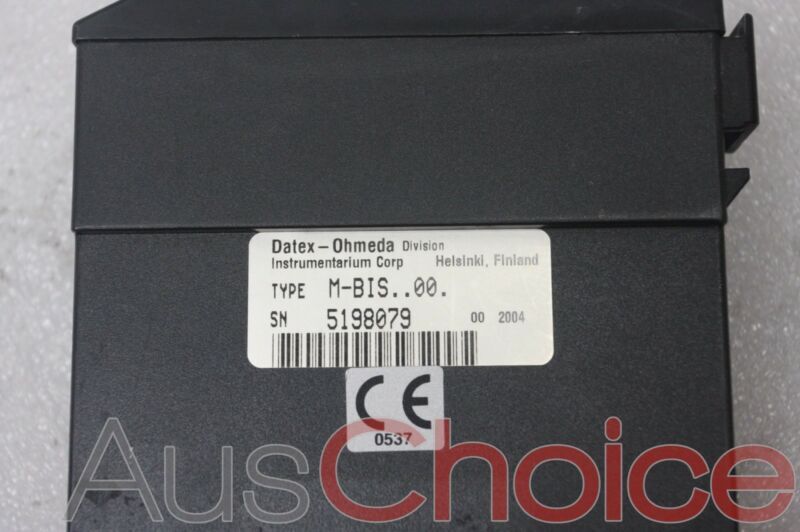 Datex-Ohmeda Division
Instrumentarium Corp Helsinki, Finland
TYPE M-BIS..00.
SN 5198079 00 2004
CE
0537
AusChoice